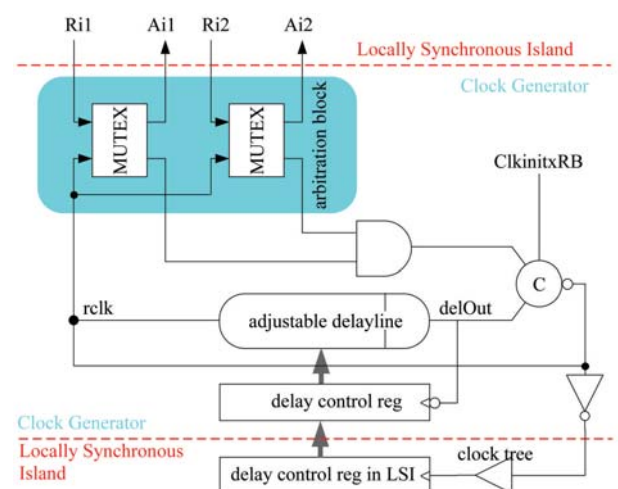 Ri1 Ai1 Ri2 Ai2
Locally Synchronous Island
Clock Generator
MUTEX
MUTEX
arbitration block
ClkinitxRB
C
rclk
adjustable delayline
delOut
delay control reg
Clock Generator
Locally Synchronous
Island
delay control reg in LSI
clock tree